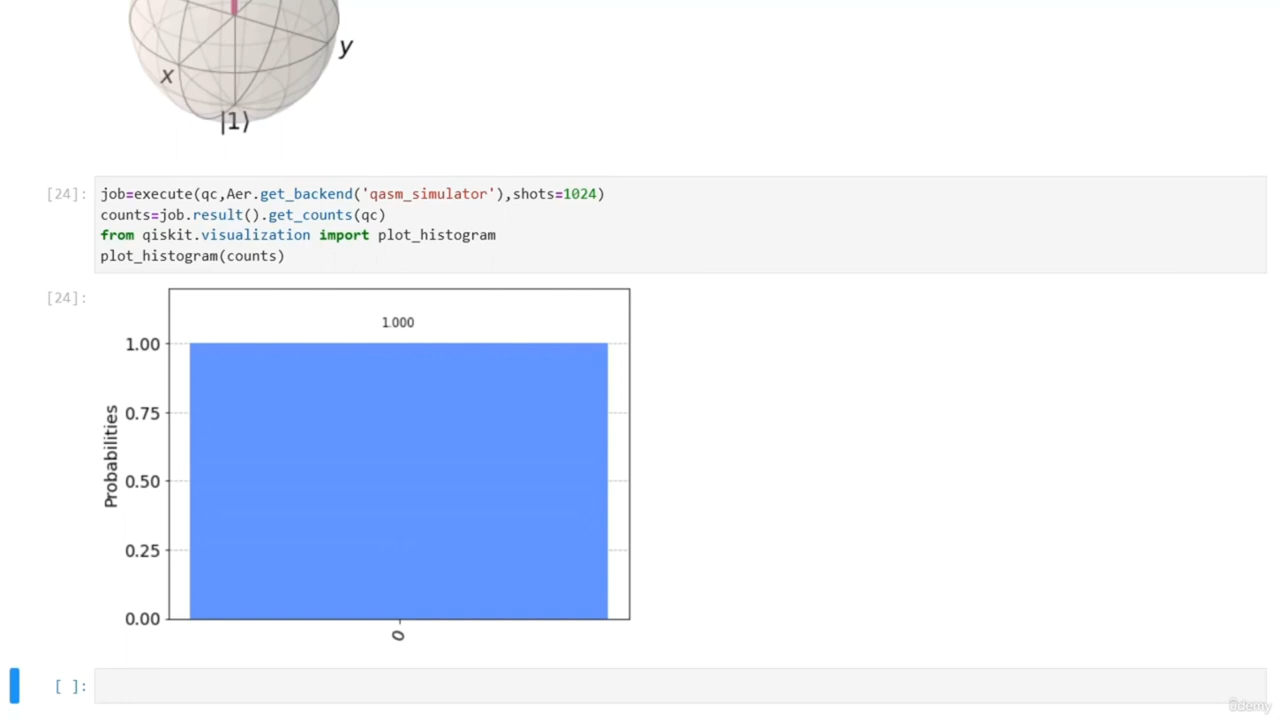 y
x
|1⟩
[24]:
job=execute(qc,Aer.get_backend('qasm_simulator'),shots=1024)
counts=job.result().get_counts(qc)
from qiskit.visualization import plot_histogram
plot_histogram(counts)
[24]:
1.000
1.00
0.75
0.50
0.25
0.00
Probabilities
0
[ ]:
ûdemy